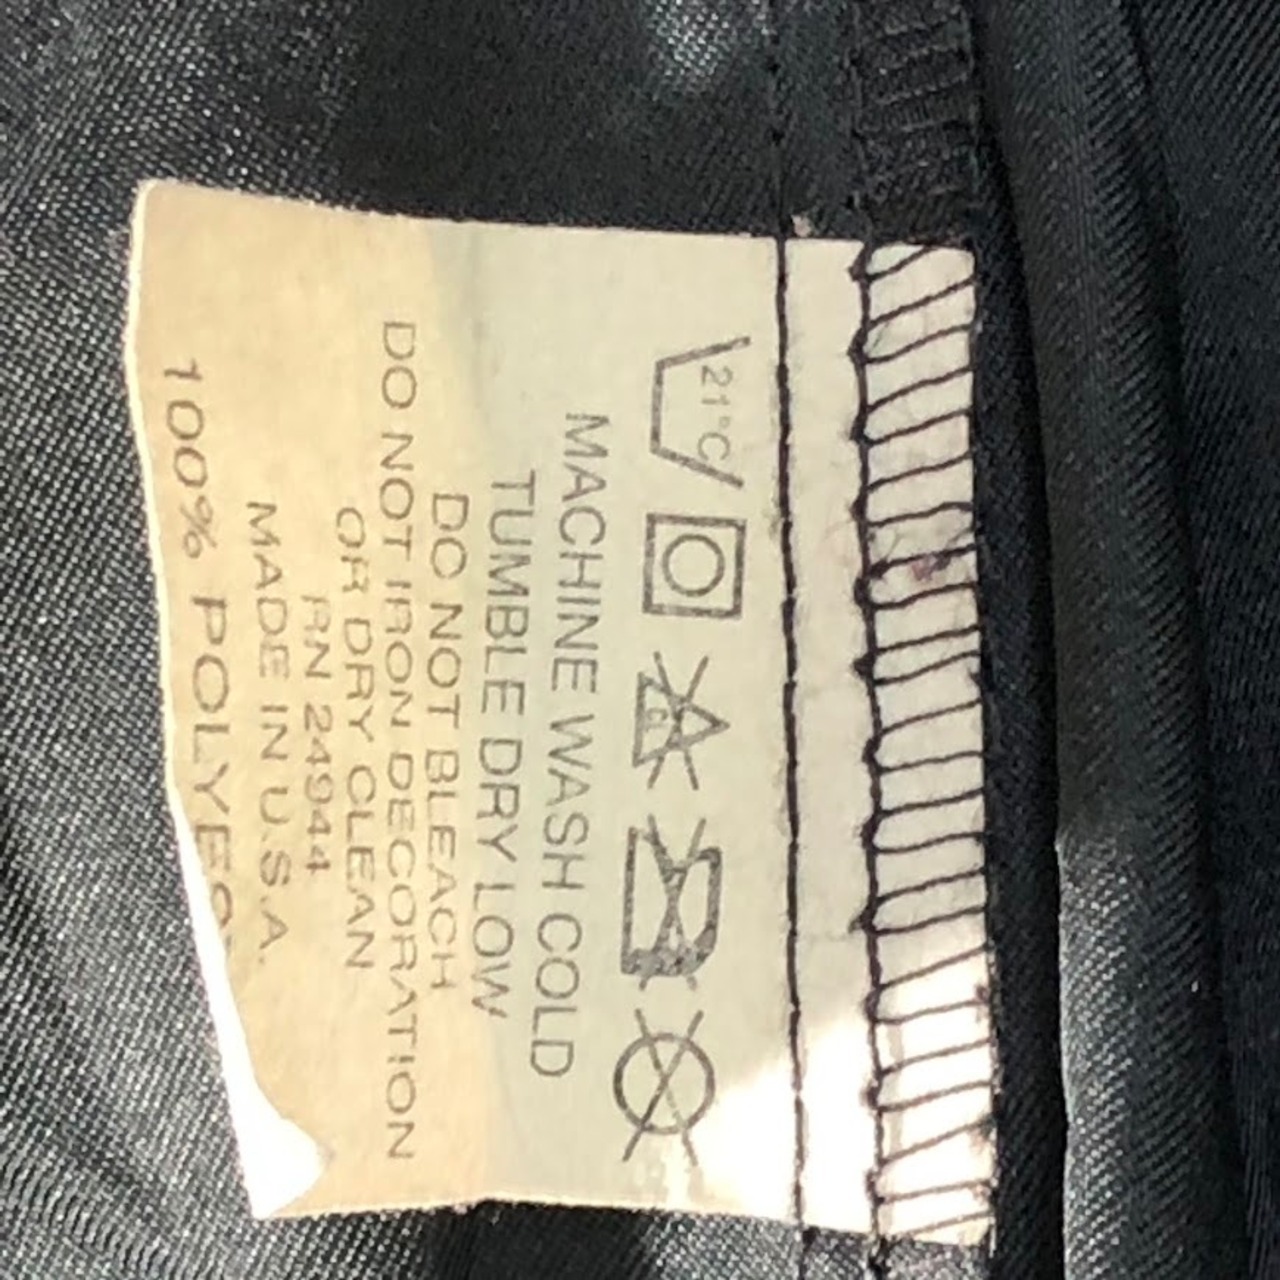 21°C
MACHINE WASH COLD
TUMBLE DRY LOW
DO NOT BLEACH
DO NOT IRON DECORATION
OR DRY CLEAN
RN 24944
MADE IN U.S.A.
100%